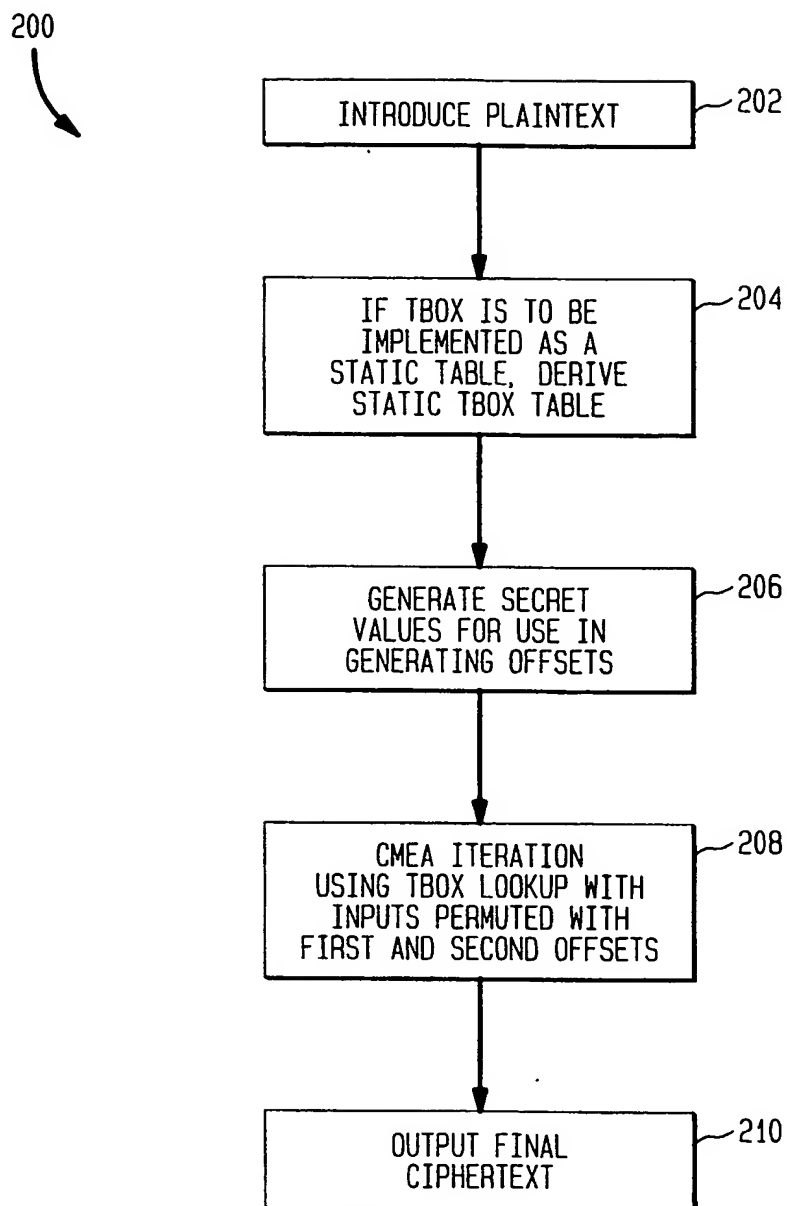 200
INTRODUCE PLAINTEXT
202
IF TBOX IS TO BE
IMPLEMENTED AS A
STATIC TABLE, DERIVE
STATIC TBOX TABLE
204
GENERATE SECRET
VALUES FOR USE IN
GENERATING OFFSETS
206
CMEA ITERATION
USING TBOX LOOKUP WITH
INPUTS PERMUTED WITH
FIRST AND SECOND OFFSETS
208
OUTPUT FINAL
CIPHERTEXT
210